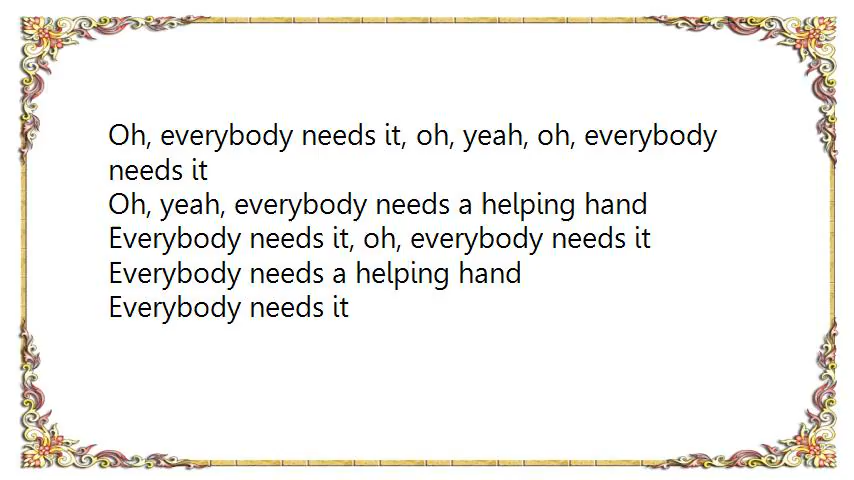 Oh, everybody needs it, oh, yeah, oh, everybody
needs it
Oh, yeah, everybody needs a helping hand
Everybody needs it, oh, everybody needs it
Everybody needs a helping hand
Everybody needs it